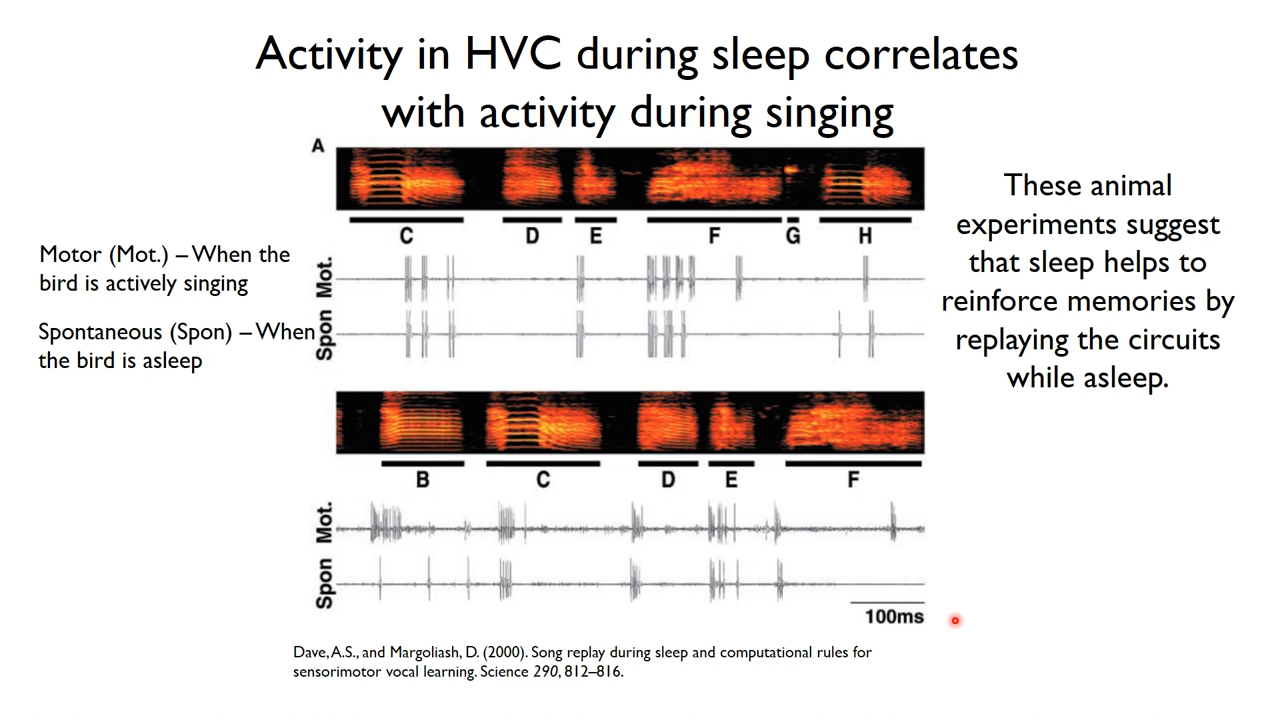 Activity in HVC during sleep correlates
with activity during singing
A
C D E F G H
Motor (Mot.) – When the
bird is actively singing
Mot.
Spontaneous (Spon) – When
the bird is asleep
Spon
These animal
experiments suggest
that sleep helps to
reinforce memories by
replaying the circuits
while asleep.
B C D E F
Mot.
Spon
100ms
Dave, A.S., and Margoliash, D. (2000). Song replay during sleep and computational rules for
sensorimotor vocal learning. Science 290, 812–816.